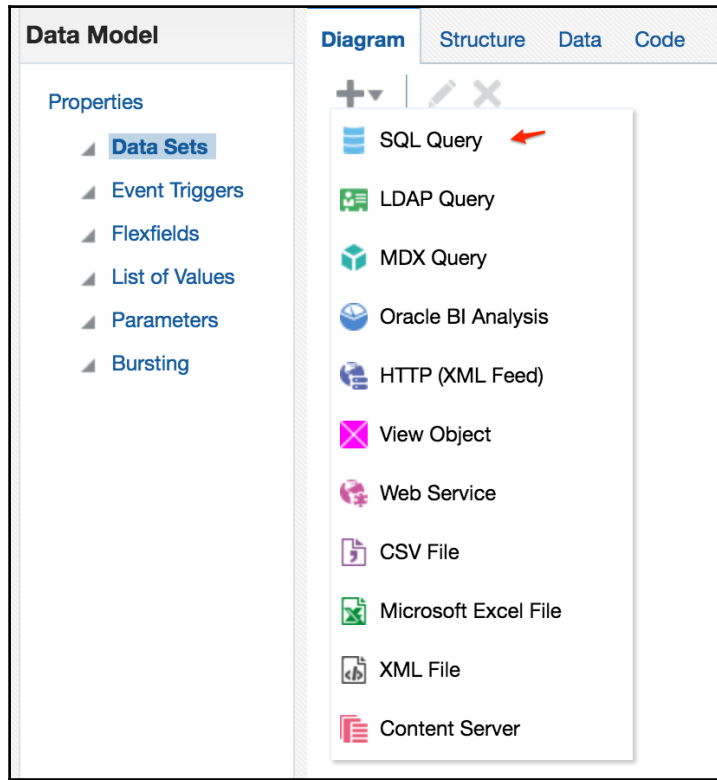 Data Model
Properties
Data Sets
Event Triggers
Flexfields
List of Values
Parameters
Bursting
Diagram Structure Data Code
SQL Query
LDAP Query
MDX Query
Oracle BI Analysis
HTTP (XML Feed)
View Object
Web Service
CSV File
Microsoft Excel File
XML File
Content Server